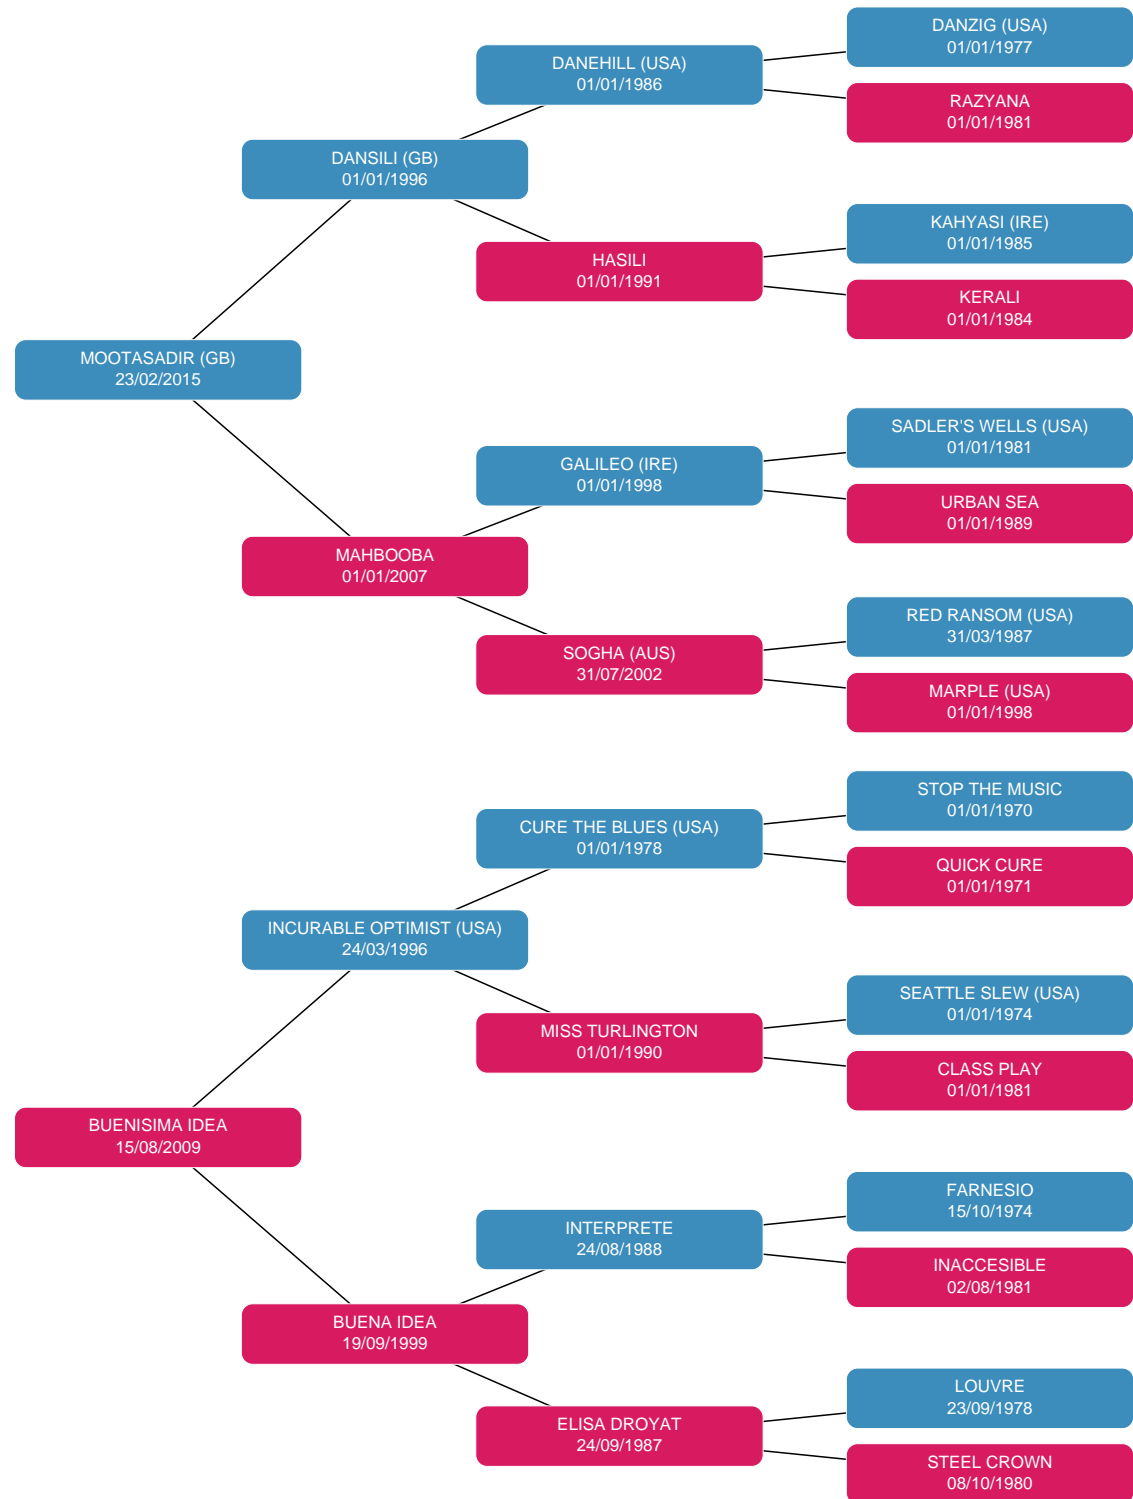 DANZIG (USA)
01/01/1977
DANEHILL (USA)
01/01/1986
RAZYANA
01/01/1981
DANSILI (GB)
01/01/1996
KAHYASI (IRE)
01/01/1985
HASILI
01/01/1991
KERALI
01/01/1984
MOOTASADIR (GB)
23/02/2015
SADLER'S WELLS (USA)
01/01/1981
GALILEO (IRE)
01/01/1998
URBAN SEA
01/01/1989
MAHBOOBA
01/01/2007
RED RANSOM (USA)
31/03/1987
SOGHA (AUS)
31/07/2002
MARPLE (USA)
01/01/1998
STOP THE MUSIC
01/01/1970
CURE THE BLUES (USA)
01/01/1978
QUICK CURE
01/01/1971
INCURABLE OPTIMIST (USA)
24/03/1996
SEATTLE SLEW (USA)
01/01/1974
MISS TURLINGTON
01/01/1990
CLASS PLAY
01/01/1981
BUENISIMA IDEA
15/08/2009
FARNESIO
15/10/1974
INTERPRETE
24/08/1988
INACCESIBLE
02/08/1981
BUENA IDEA
19/09/1999
LOUVRE
23/09/1978
ELISA DROYAT
24/09/1987
STEEL CROWN
08/10/1980